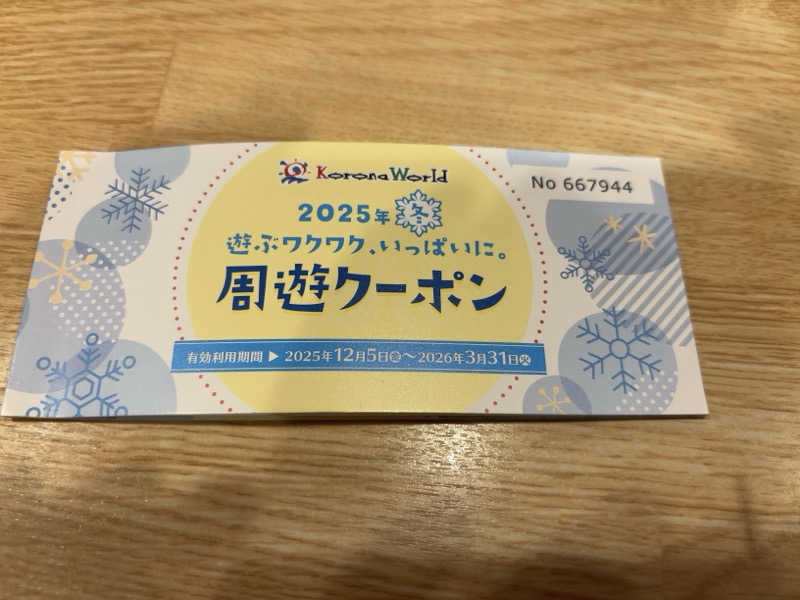 Korona World
No 667944
2025年 冬
遊ぶワクワク、いっぱいに。
周遊クーポン
有効利用期間 ▶ 2025年12月5日㊎～2026年3月31日㊋